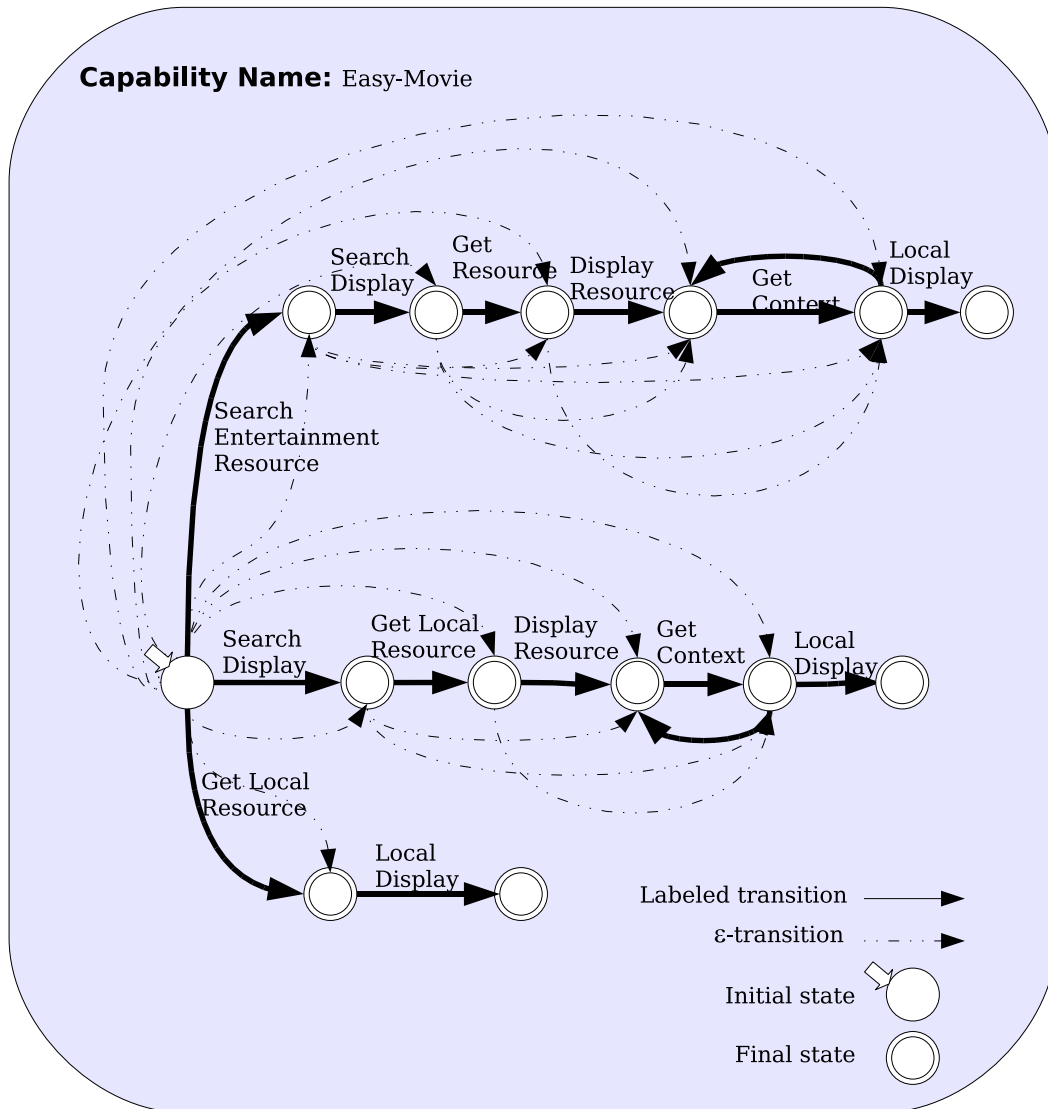 Capability Name: Easy-Movie
Search
Display
Get
Resource
Display
Resource
Get
Context
Local
Display
Search
Entertainment
Resource
Search
Display
Get Local
Resource
Display
Resource
Get
Context
Local
Display
Get Local
Resource
Local
Display
Labeled transition
ε-transition
Initial state
Final state